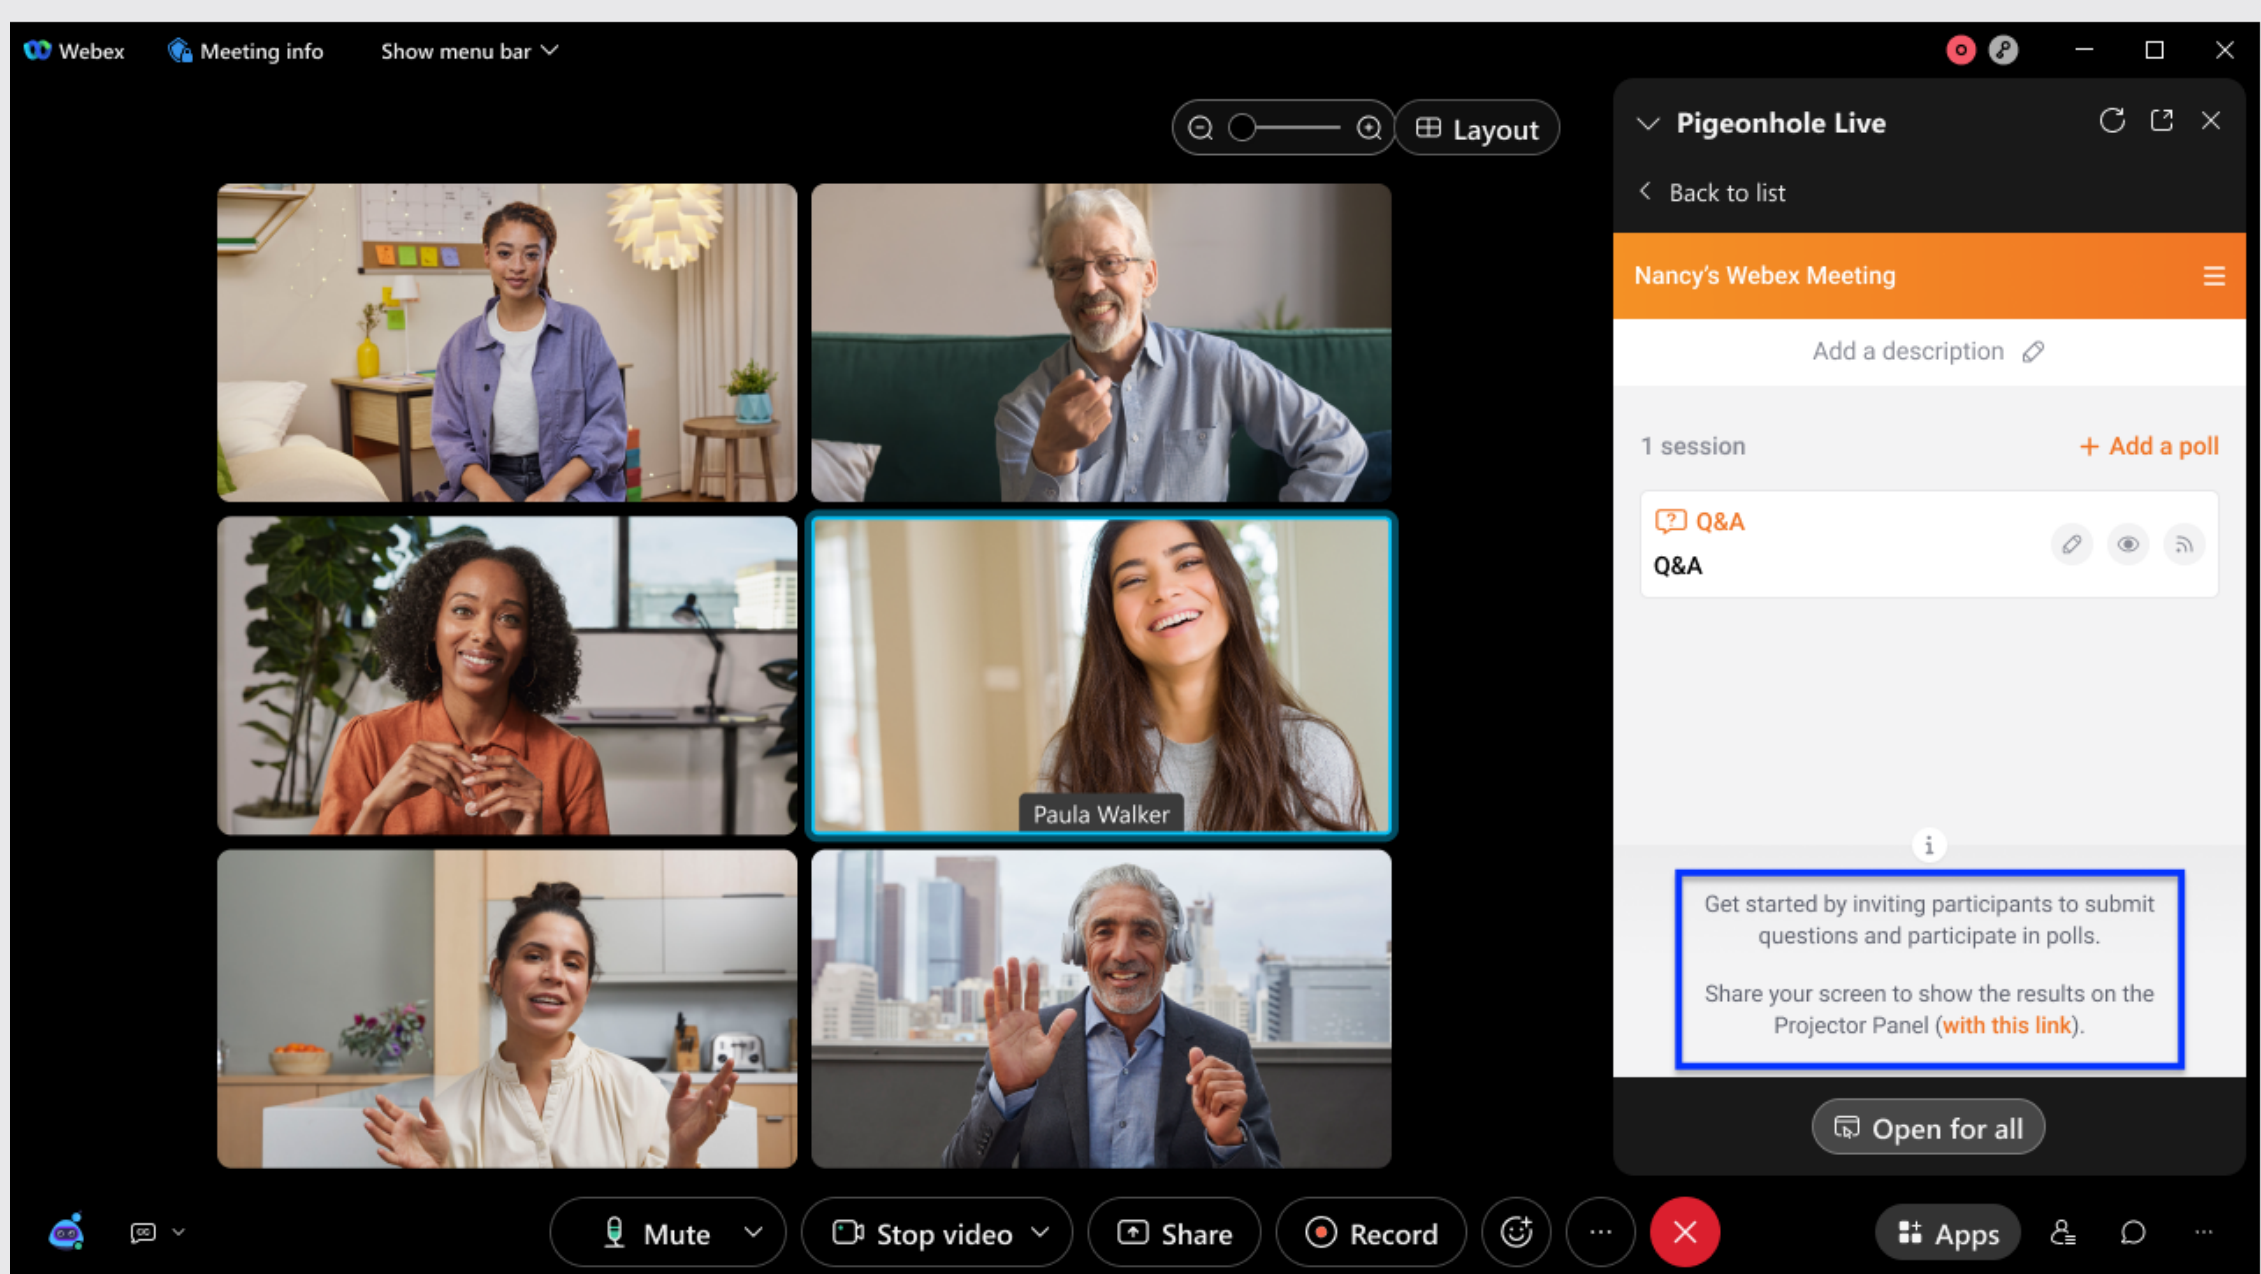 Webex
Meeting info
Show menu bar
Layout
Pigeonhole Live
Back to list
Nancy's Webex Meeting
Add a description
1 session
+ Add a poll
Q&A
Q&A
Paula Walker
Get started by inviting participants to submit
questions and participate in polls.
Share your screen to show the results on the
Projector Panel (with this link).
Open for all
Mute
Stop video
Share
Record
Apps